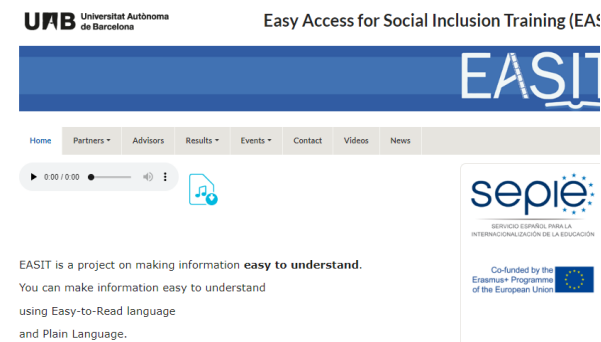 UAB Universitat Autònoma
de Barcelona
Easy Access for Social Inclusion Training (EAS
EASIT
Home Partners Advisors Results Events Contact Videos News
0:00 / 0:00
sepie
SERVICIO ESPAÑOL PARA LA
INTERNACIONALIZACIÓN DE LA EDUCACIÓN
EASIT is a project on making information easy to understand.
You can make information easy to understand
using Easy-to-Read language
and Plain Language.
Co-funded by the
Erasmus+ Programme
of the European Union